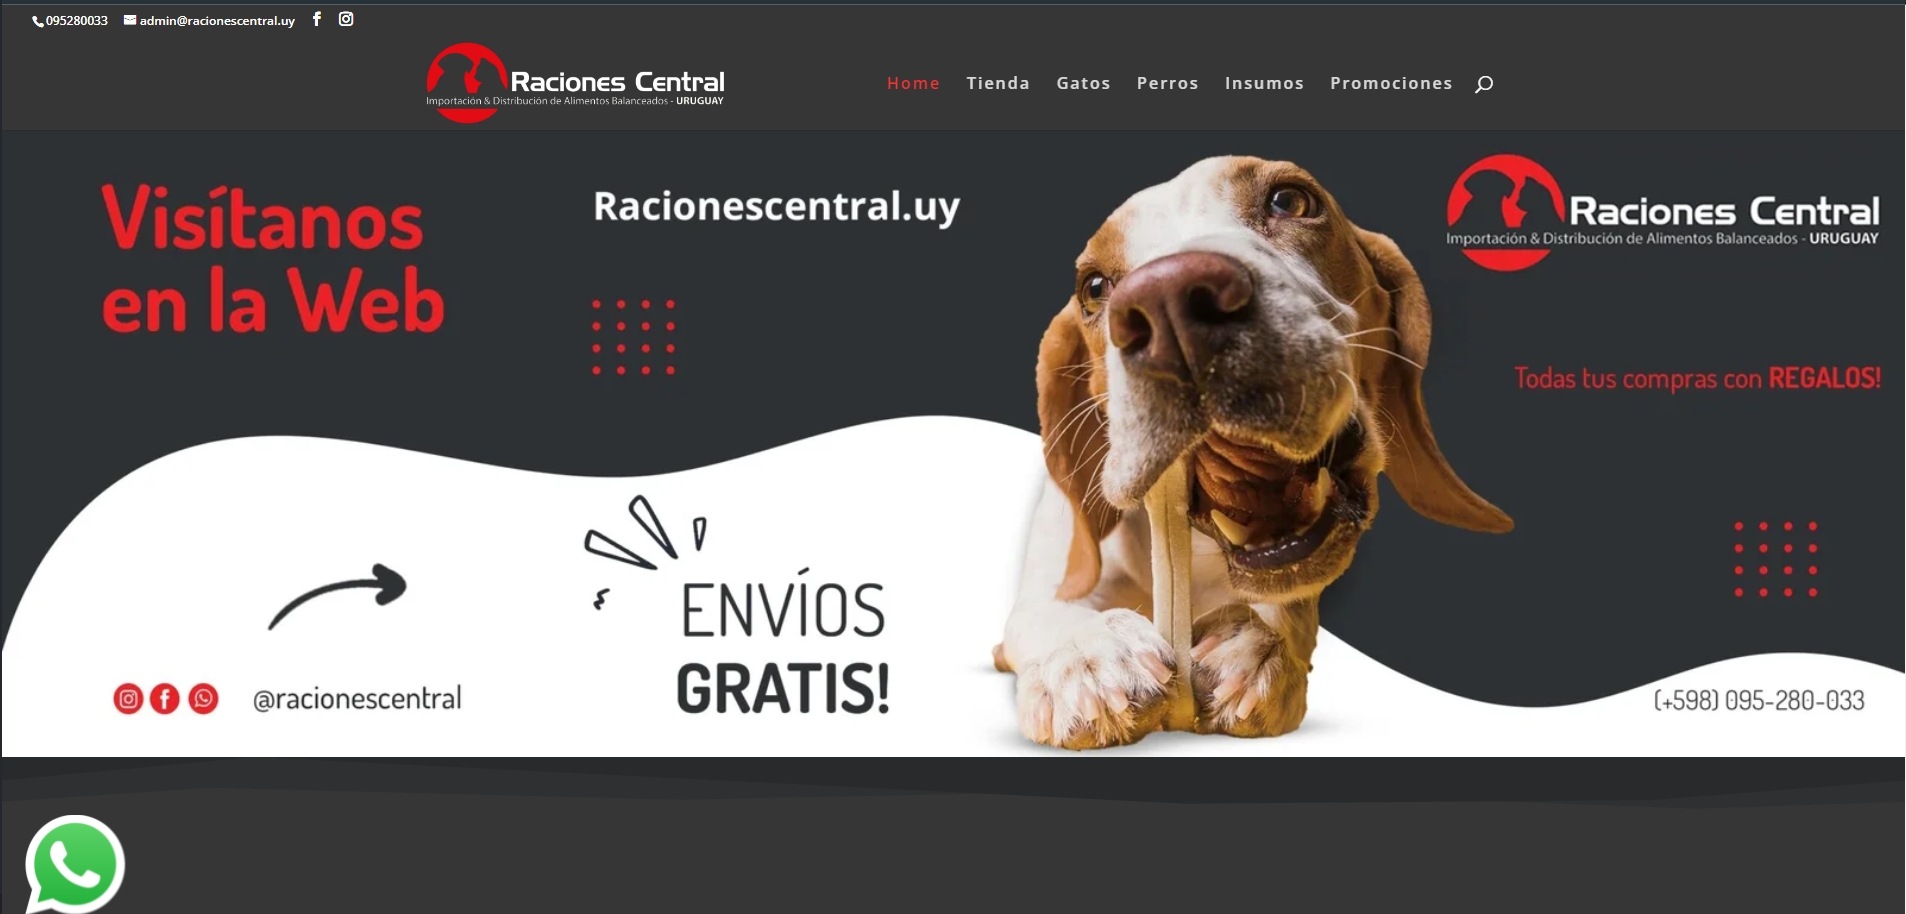 095280033 admin@racionescentral.uy
Raciones Central
Importación & Distribución de Alimentos Balanceados - URUGUAY
Home Tienda Gatos Perros Insumos Promociones
Visítanos
en la Web
Racionescentral.uy
Raciones Central
Importación & Distribución de Alimentos Balanceados - URUGUAY
Todas tus compras con REGALOS!
ENVÍOS
GRATIS!
@racionescentral
(+598) 095-280-033